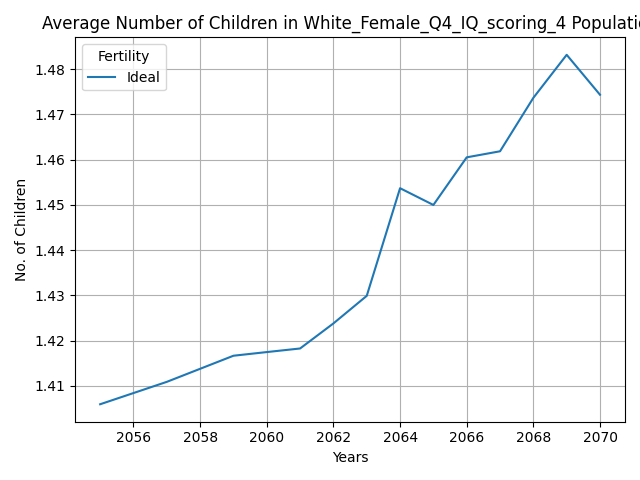 Average Number of Children in White_Female_Q4_IQ_scoring_4 Populatio
Fertility
Ideal
1.48
1.47
1.46
1.45
1.44
1.43
1.42
1.41
No. of Children
2056 2058 2060 2062 2064 2066 2068 2070
Years